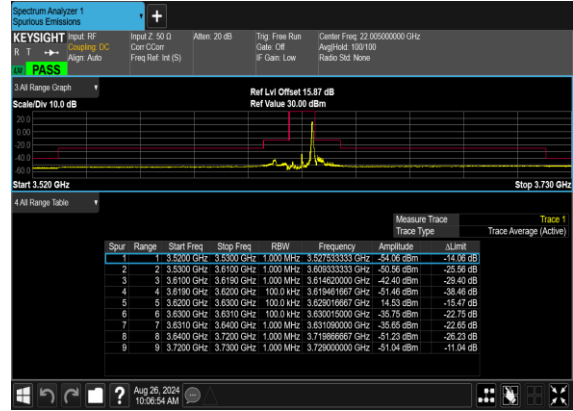 Spectrum Analyzer 1
Spurious Emissions
KEYSIGHT Input: RF Input Z: 50 Ω Atten: 20 dB Trig: Free Run Center Freq: 22.005000000 GHz
R T Coupling: DC Corr CCorr Gate: Off Avg|Hold: 100/100
Align: Auto Freq Ref: Int (S) IF Gain: Low Radio Std: None
PASS
3 All Range Graph
Ref Lvl Offset 15.87 dB
Scale/Div 10.0 dB Ref Value 30.00 dBm
20.0
0.00
-20.0
-40.0
-60.0
Start 3.520 GHz Stop 3.730 GHz
4 All Range Table
Measure Trace Trace 1
Trace Type Trace Average (Active)
Spur Range Start Freq Stop Freq RBW Frequency Amplitude ΔLimit
1 1 3.5200 GHz 3.5300 GHz 1.000 MHz 3.527533333 GHz -54.06 dBm -14.06 dB
2 2 3.5300 GHz 3.6100 GHz 1.000 MHz 3.609333333 GHz -50.56 dBm -25.56 dB
3 3 3.6100 GHz 3.6190 GHz 1.000 MHz 3.614620000 GHz -42.40 dBm -29.40 dB
4 4 3.6190 GHz 3.6200 GHz 100.0 kHz 3.619461667 GHz -51.46 dBm -38.46 dB
5 5 3.6200 GHz 3.6300 GHz 100.0 kHz 3.629016667 GHz 14.53 dBm -15.47 dB
6 6 3.6300 GHz 3.6310 GHz 100.0 kHz 3.630015000 GHz -35.75 dBm -22.75 dB
7 7 3.6310 GHz 3.6400 GHz 1.000 MHz 3.631090000 GHz -35.65 dBm -22.65 dB
8 8 3.6400 GHz 3.7200 GHz 1.000 MHz 3.719866667 GHz -51.23 dBm -26.23 dB
9 9 3.7200 GHz 3.7300 GHz 1.000 MHz 3.729000000 GHz -51.04 dBm -11.04 dB
Aug 26, 2024
10:06:54 AM